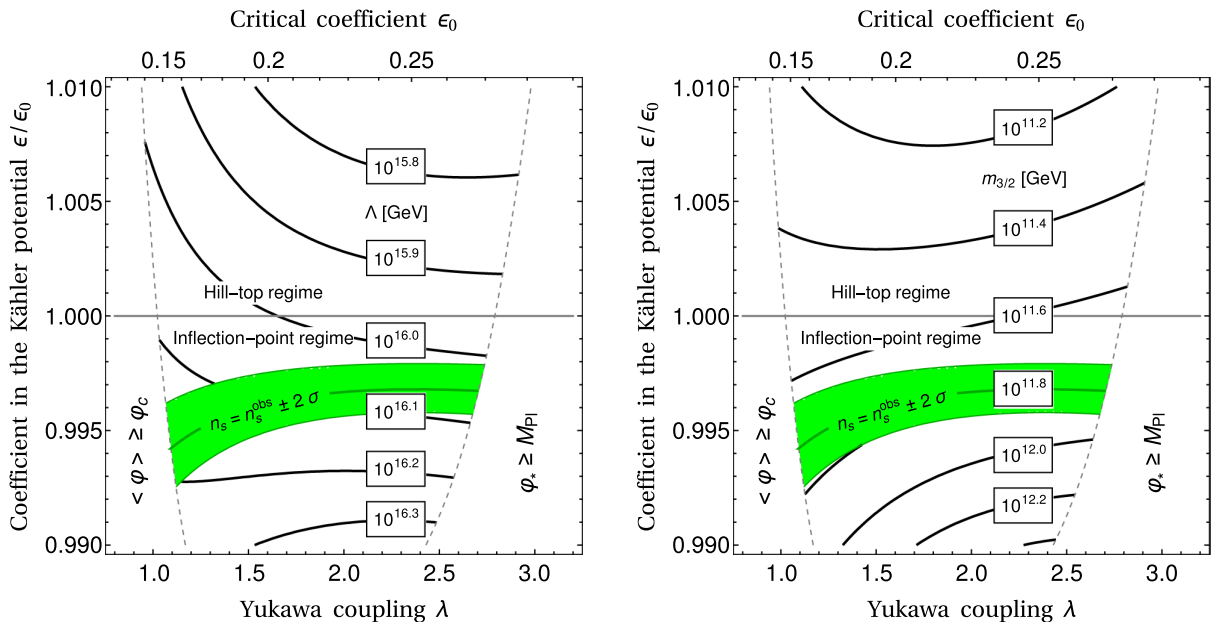 Critical coefficient ϵ₀
0.15 0.2 0.25
Coefficient in the Kähler potential ϵ/ϵ₀
1.010
1.005
1.000
0.995
0.990
10^15.8
Λ [GeV]
10^15.9
Hill-top regime
Inflection-point regime
10^16.0
n_s = n_s^obs ± 2 σ
10^16.1
10^16.2
10^16.3
< φ > ≥ φ_c
φ_* ≥ M_Pl
1.0 1.5 2.0 2.5 3.0
Yukawa coupling λ
Critical coefficient ϵ₀
0.15 0.2 0.25
Coefficient in the Kähler potential ϵ/ϵ₀
1.010
1.005
1.000
0.995
0.990
10^11.2
m_3/2 [GeV]
10^11.4
Hill-top regime
Inflection-point regime
10^11.6
n_s = n_s^obs ± 2 σ
10^11.8
10^12.0
10^12.2
< φ > ≥ φ_c
φ_* ≥ M_Pl
1.0 1.5 2.0 2.5 3.0
Yukawa coupling λ